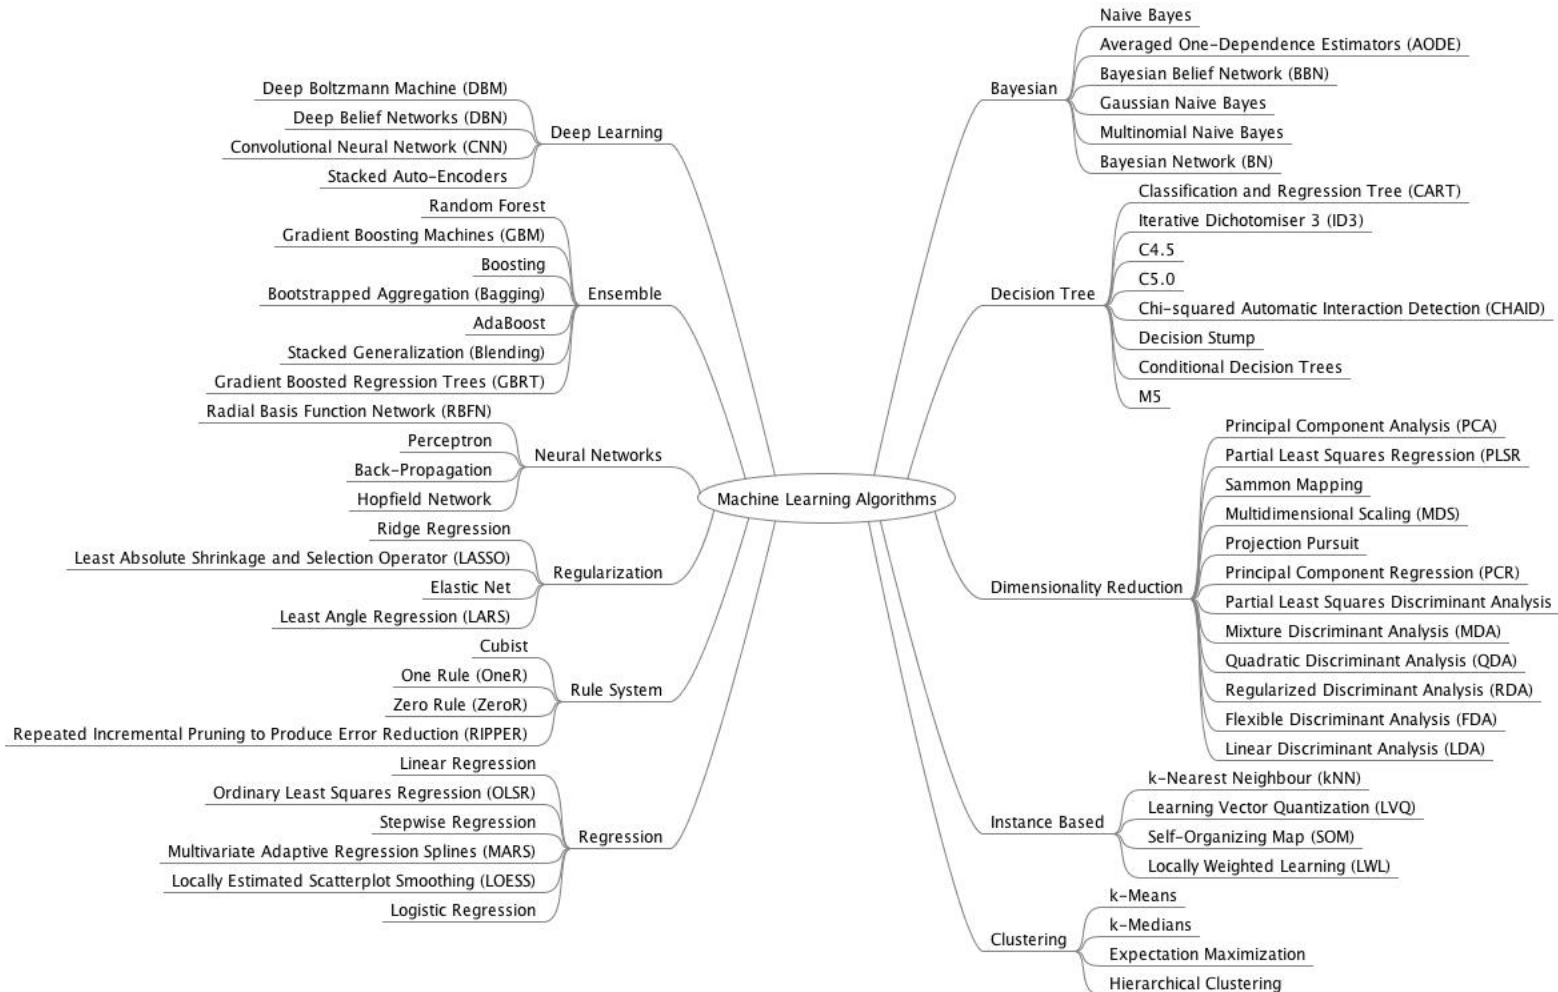 Deep Boltzmann Machine (DBM)
Deep Belief Networks (DBN)
Convolutional Neural Network (CNN)
Stacked Auto-Encoders
Deep Learning
Random Forest
Gradient Boosting Machines (GBM)
Boosting
Bootstrapped Aggregation (Bagging)
AdaBoost
Stacked Generalization (Blending)
Gradient Boosted Regression Trees (GBRT)
Ensemble
Radial Basis Function Network (RBFN)
Perceptron
Back-Propagation
Hopfield Network
Neural Networks
Ridge Regression
Least Absolute Shrinkage and Selection Operator (LASSO)
Elastic Net
Least Angle Regression (LARS)
Regularization
Cubist
One Rule (OneR)
Zero Rule (ZeroR)
Repeated Incremental Pruning to Produce Error Reduction (RIPPER)
Rule System
Linear Regression
Ordinary Least Squares Regression (OLSR)
Stepwise Regression
Multivariate Adaptive Regression Splines (MARS)
Locally Estimated Scatterplot Smoothing (LOESS)
Logistic Regression
Regression
Machine Learning Algorithms
Bayesian
Naive Bayes
Averaged One-Dependence Estimators (AODE)
Bayesian Belief Network (BBN)
Gaussian Naive Bayes
Multinomial Naive Bayes
Bayesian Network (BN)
Decision Tree
Classification and Regression Tree (CART)
Iterative Dichotomiser 3 (ID3)
C4.5
C5.0
Chi-squared Automatic Interaction Detection (CHAID)
Decision Stump
Conditional Decision Trees
M5
Dimensionality Reduction
Principal Component Analysis (PCA)
Partial Least Squares Regression (PLSR
Sammon Mapping
Multidimensional Scaling (MDS)
Projection Pursuit
Principal Component Regression (PCR)
Partial Least Squares Discriminant Analysis
Mixture Discriminant Analysis (MDA)
Quadratic Discriminant Analysis (QDA)
Regularized Discriminant Analysis (RDA)
Flexible Discriminant Analysis (FDA)
Linear Discriminant Analysis (LDA)
Instance Based
k-Nearest Neighbour (kNN)
Learning Vector Quantization (LVQ)
Self-Organizing Map (SOM)
Locally Weighted Learning (LWL)
Clustering
k-Means
k-Medians
Expectation Maximization
Hierarchical Clustering